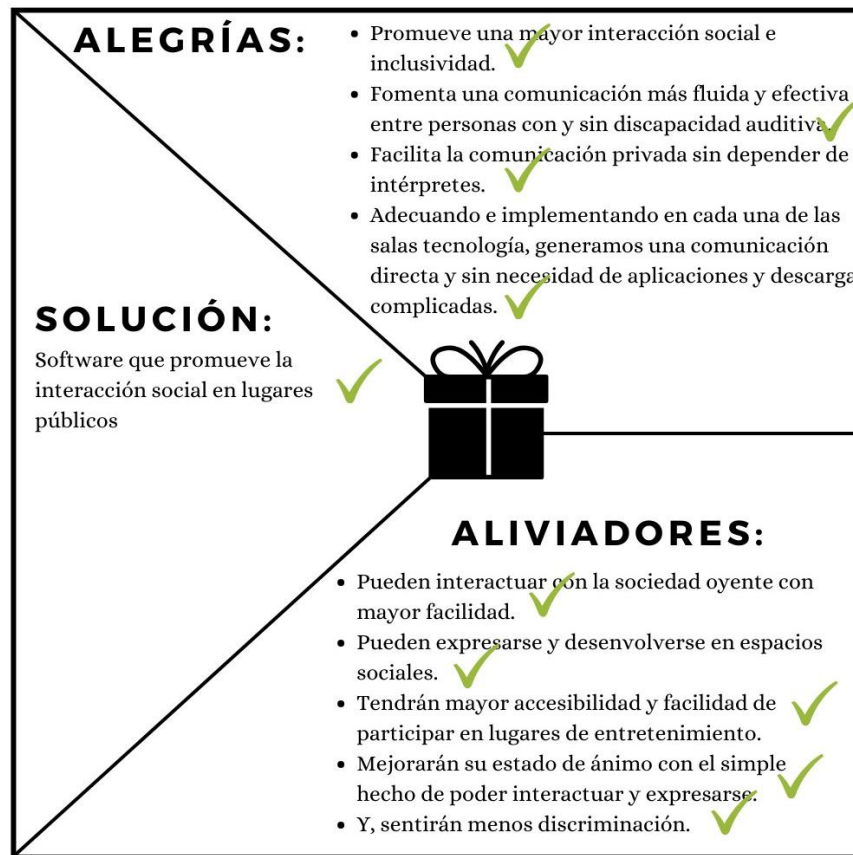 ALEGRÍAS:
• Promueve una mayor interacción social e
inclusividad.
• Fomenta una comunicación más fluida y efectiva
entre personas con y sin discapacidad auditiva.
• Facilita la comunicación privada sin depender de
intérpretes.
• Adecuando e implementando en cada una de las
salas tecnología, generamos una comunicación
directa y sin necesidad de aplicaciones y descarga
complicadas.
SOLUCIÓN:
Software que promueve la
interacción social en lugares
públicos
ALIVIADORES:
• Pueden interactuar con la sociedad oyente con
mayor facilidad.
• Pueden expresarse y desenvolverse en espacios
sociales.
• Tendrán mayor accesibilidad y facilidad de
participar en lugares de entretenimiento.
• Mejorarán su estado de ánimo con el simple
hecho de poder interactuar y expresarse.
• Y, sentirán menos discriminación.